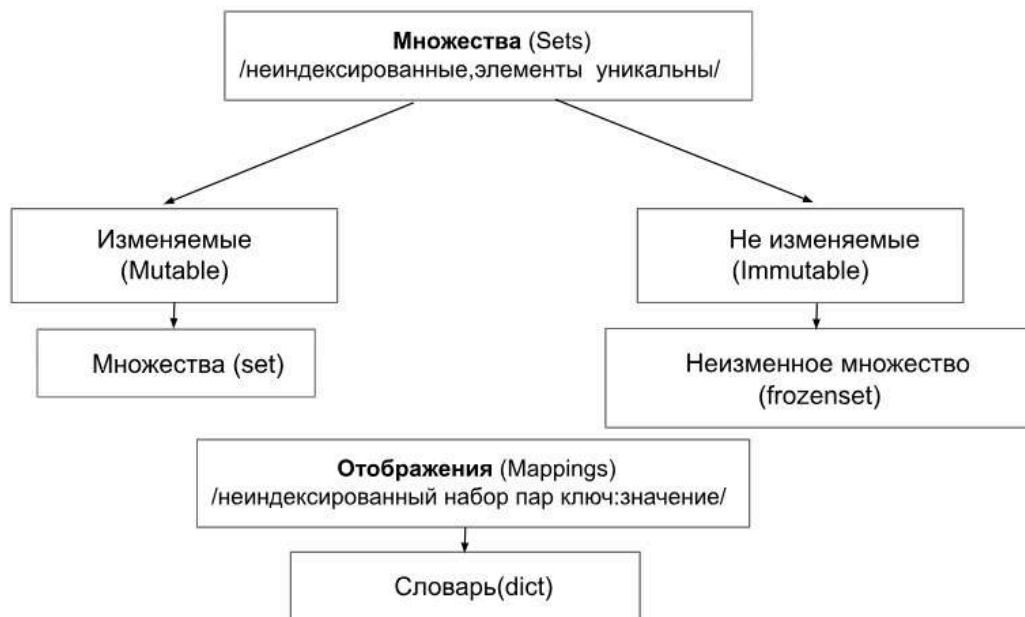 Множества (Sets)
/неиндексированные,элементы уникальны/
Изменяемые
(Mutable)
Не изменяемые
(Immutable)
Множества (set)
Неизменное множество
(frozenset)
Отображения (Mappings)
/неиндексированный набор пар ключ:значение/
Словарь(dict)